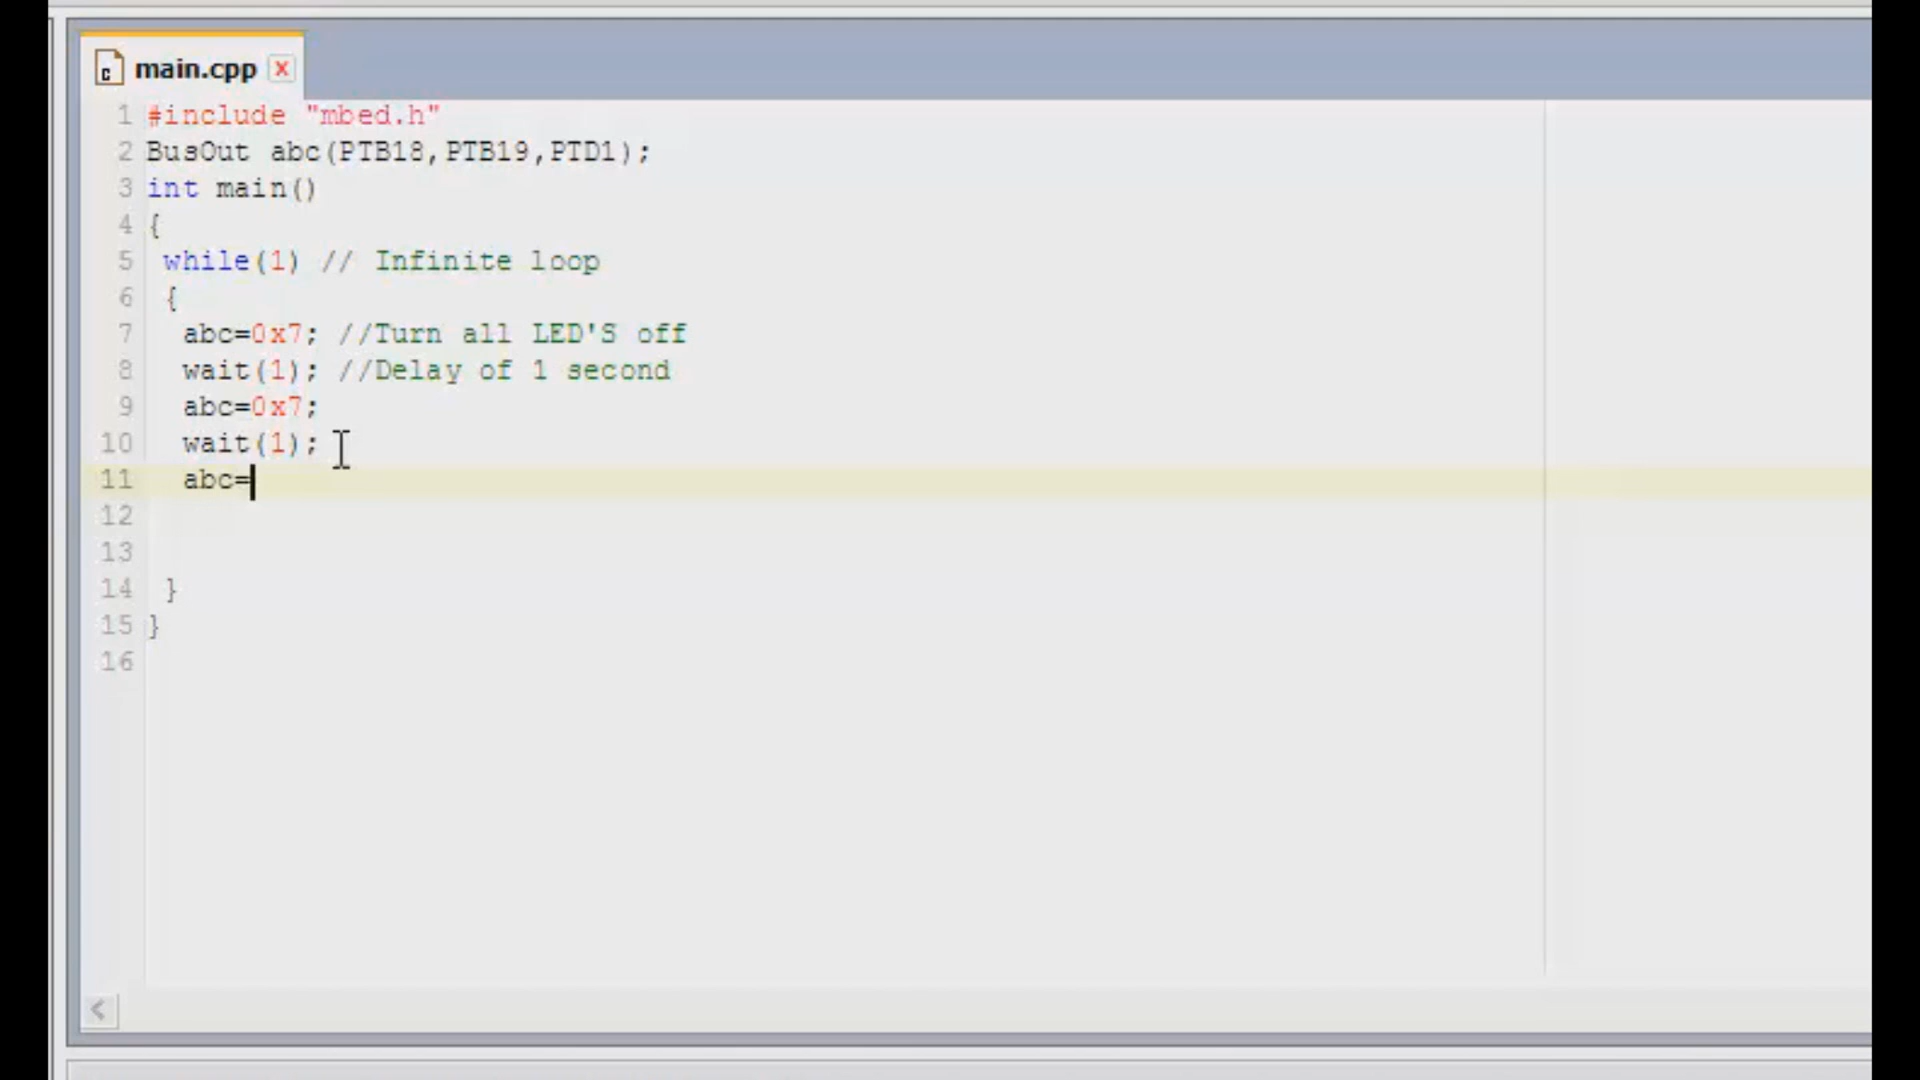 main.cpp x
1 #include "mbed.h"
2 BusOut abc(PTB18,PTB19,PTD1);
3 int main()
4 {
5 while(1) // Infinite loop
6 {
7 abc=0x7; //Turn all LED'S off
8 wait(1); //Delay of 1 second
9 abc=0x7;
10 wait(1);
11 abc=
12
13
14 }
15 }
16